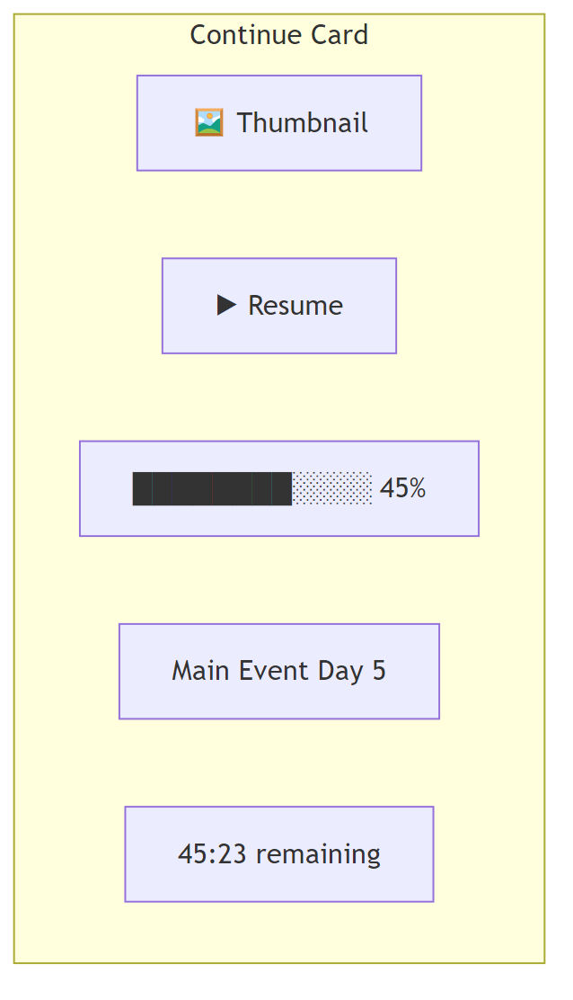 Continue Card
🖼️ Thumbnail
▶ Resume
████████░░░░ 45%
Main Event Day 5
45:23 remaining